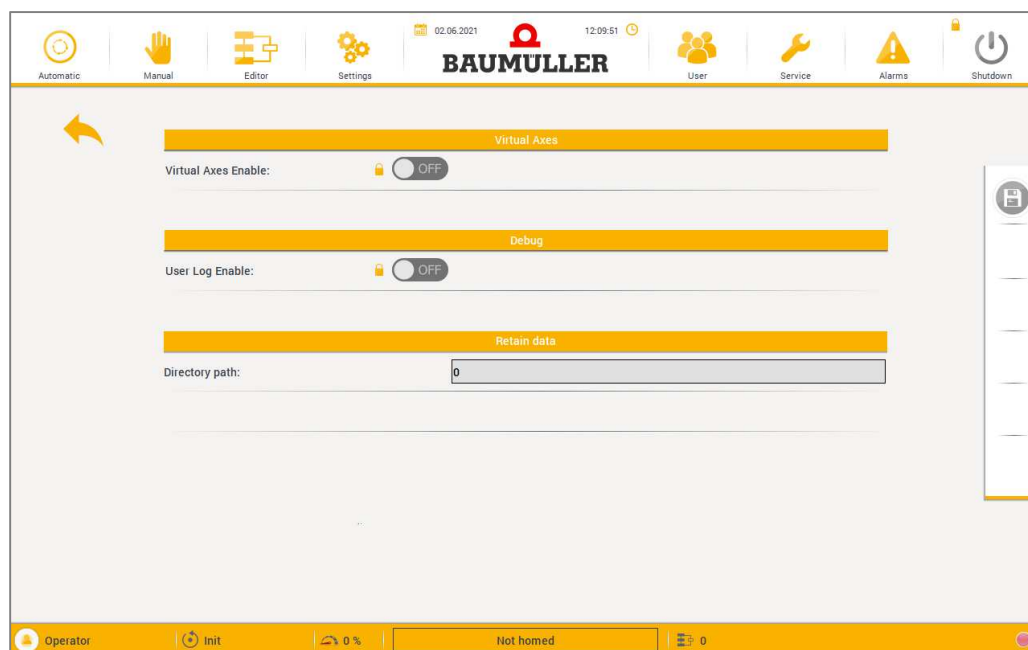 02.06.2021
12:09:51
BAUMULLER
Automatic
Manual
Editor
Settings
User
Service
Alarms
Shutdown
Virtual Axes
Virtual Axes Enable:
OFF
Debug
User Log Enable:
OFF
Retain data
Directory path:
0
Operator
Init
0 %
Not homed
0